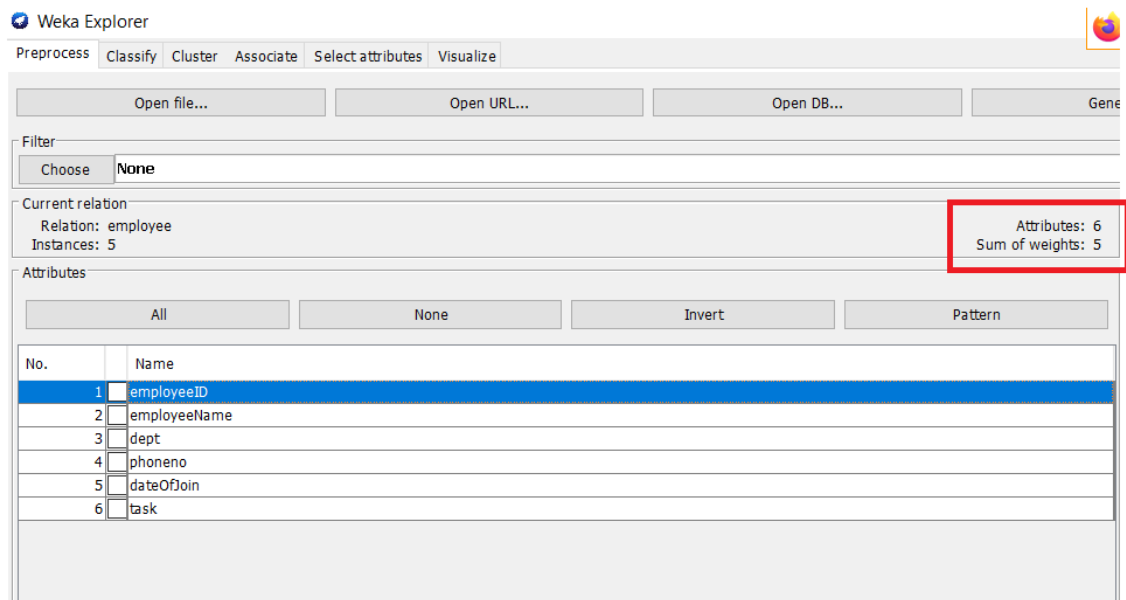 Weka Explorer
Preprocess Classify Cluster Associate Select attributes Visualize
Open file... Open URL... Open DB... Gene
Filter
Choose None
Current relation
Relation: employee Attributes: 6
Instances: 5 Sum of weights: 5
Attributes
All None Invert Pattern
No. Name
1 employeeID
2 employeeName
3 dept
4 phoneno
5 dateOfJoin
6 task